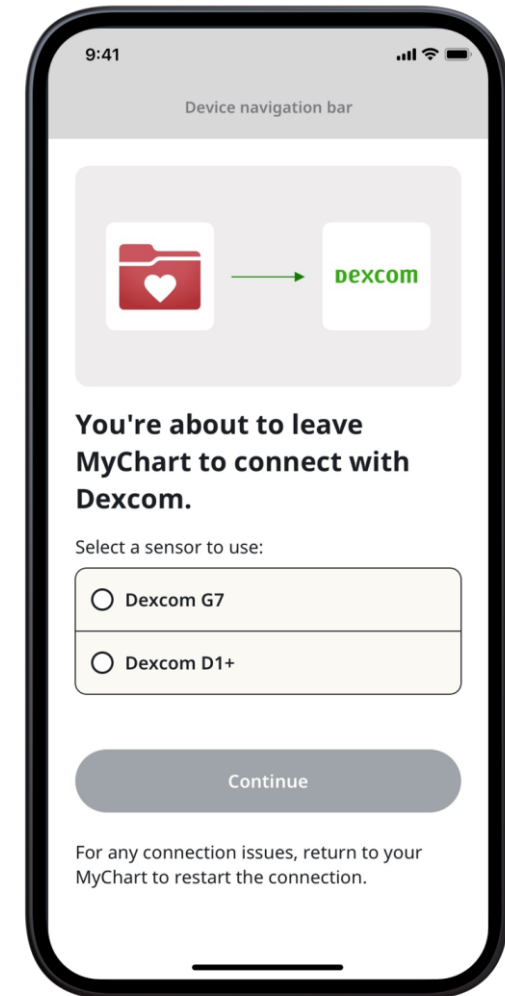 9:41
Device navigation bar
Dexcom
You're about to leave
MyChart to connect with
Dexcom.
Select a sensor to use:
Dexcom G7
Dexcom D1+
Continue
For any connection issues, return to your
MyChart to restart the connection.